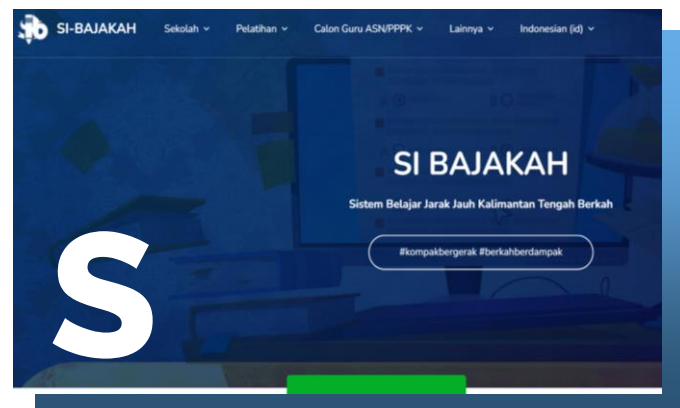 SI-BAJAKAH Sekolah Pelatihan Calon Guru ASN/PPPK Lainnya Indonesian (id)
SI BAJAKAH
Sistem Belajar Jarak Jauh Kalimantan Tengah Berkah
#kompakbergerak #berkahberdampak
S